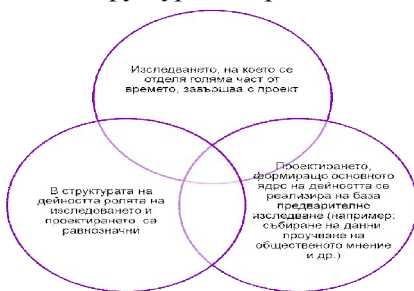 Изследването, на което се
отделя голяма част от
времето, завършва с проект
В структурата на
дейността ролята на
изследването и
проектирането са
равнозначни
Проектирането,
формиращо основното
ядро на дейността се
реализира на база
предварително
изследване (например:
събиране на данни,
проучване на
общественото мнение
и др.)